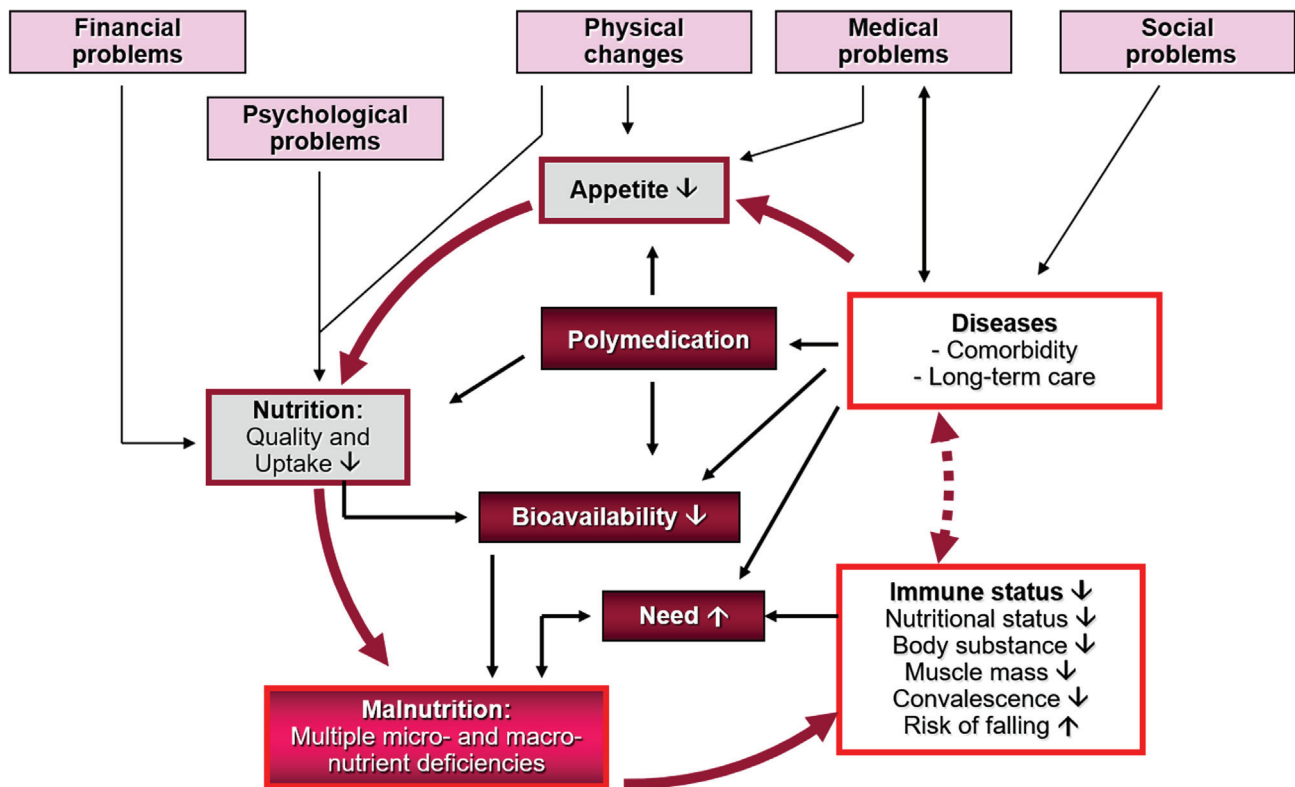 Financial
problems
Physical
changes
Medical
problems
Social
problems
Psychological
problems
Appetite ↓
Polymedication
Diseases
- Comorbidity
- Long-term care
Nutrition:
Quality and
Uptake ↓
Bioavailability ↓
Need ↑
Immune status ↓
Nutritional status ↓
Body substance ↓
Muscle mass ↓
Convalescence ↓
Risk of falling ↑
Malnutrition:
Multiple micro- and macro-
nutrient deficiencies